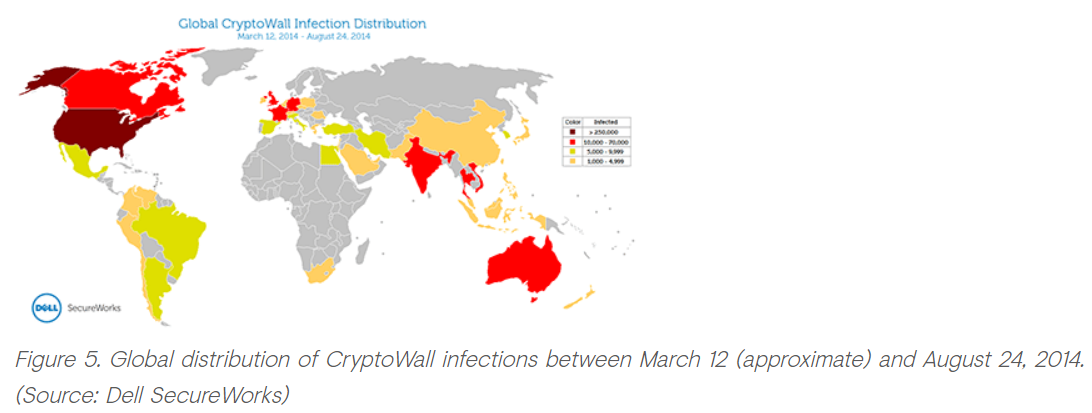 Global CryptoWall Infection Distribution
March 12, 2014 - August 24, 2014
Color Infected
> 250,000
10,000 - 70,000
5,000 - 9,999
1,000 - 4,999
DELL SecureWorks
Figure 5. Global distribution of CryptoWall infections between March 12 (approximate) and August 24, 2014.
(Source: Dell SecureWorks)